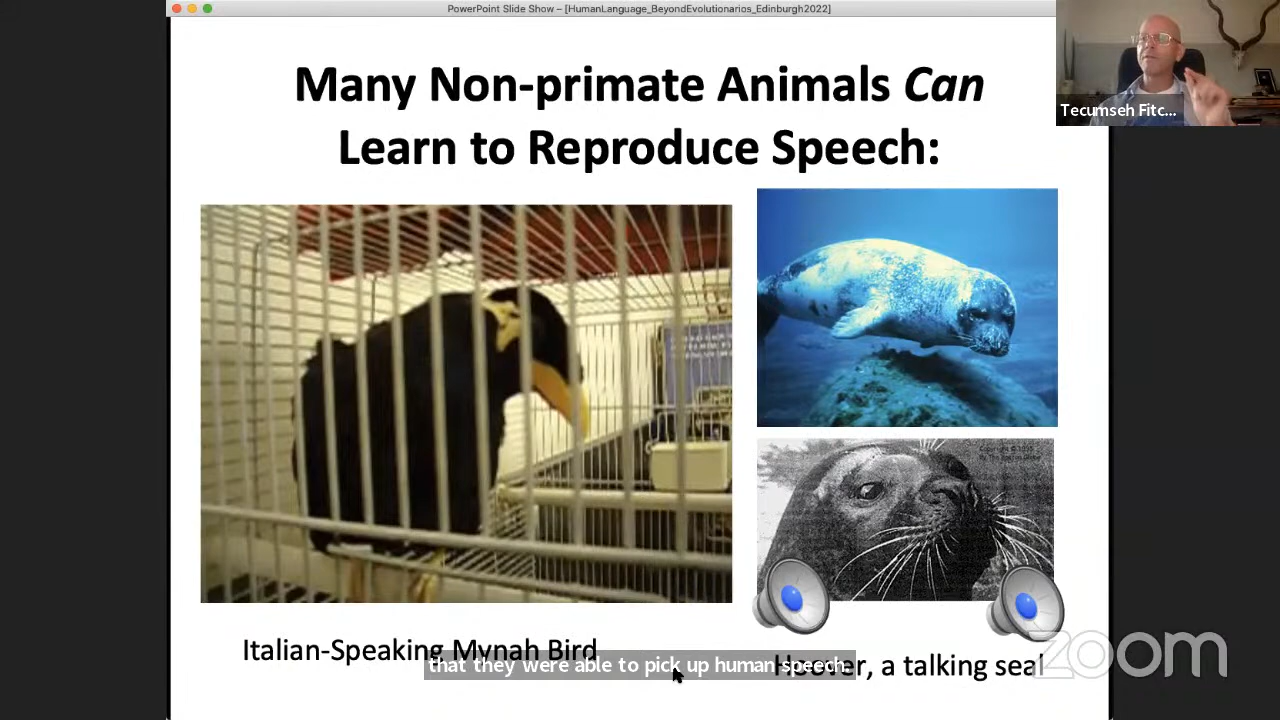 PowerPoint Slide Show – [HumanLanguage_BeyondEvolutionarios_Edinburgh2022]
Tecumseh Fitc...
Many Non-primate Animals Can
Learn to Reproduce Speech:
Italian-Speaking Mynah Bird
that they were able to pick up human speech.
Hoover, a talking seal
zoom